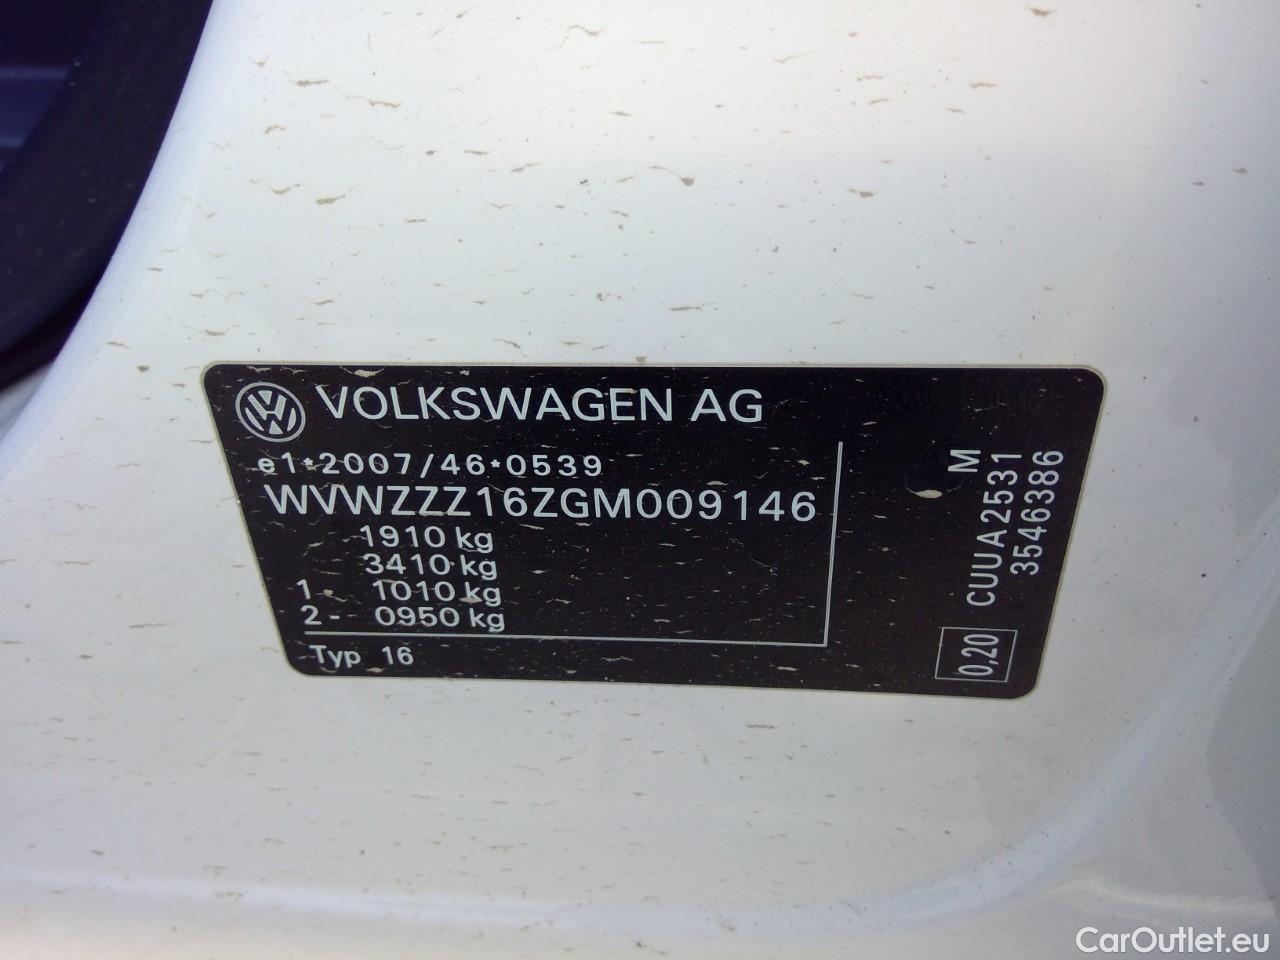 VOLKSWAGEN AG
e1*2007/46*0539
WVWZZZ16ZGM009146
1910 kg
3410 kg
1- 1010 kg
2- 0950 kg
Typ 16
M
CUUA2531
3546386
0,20
CarOutlet.eu